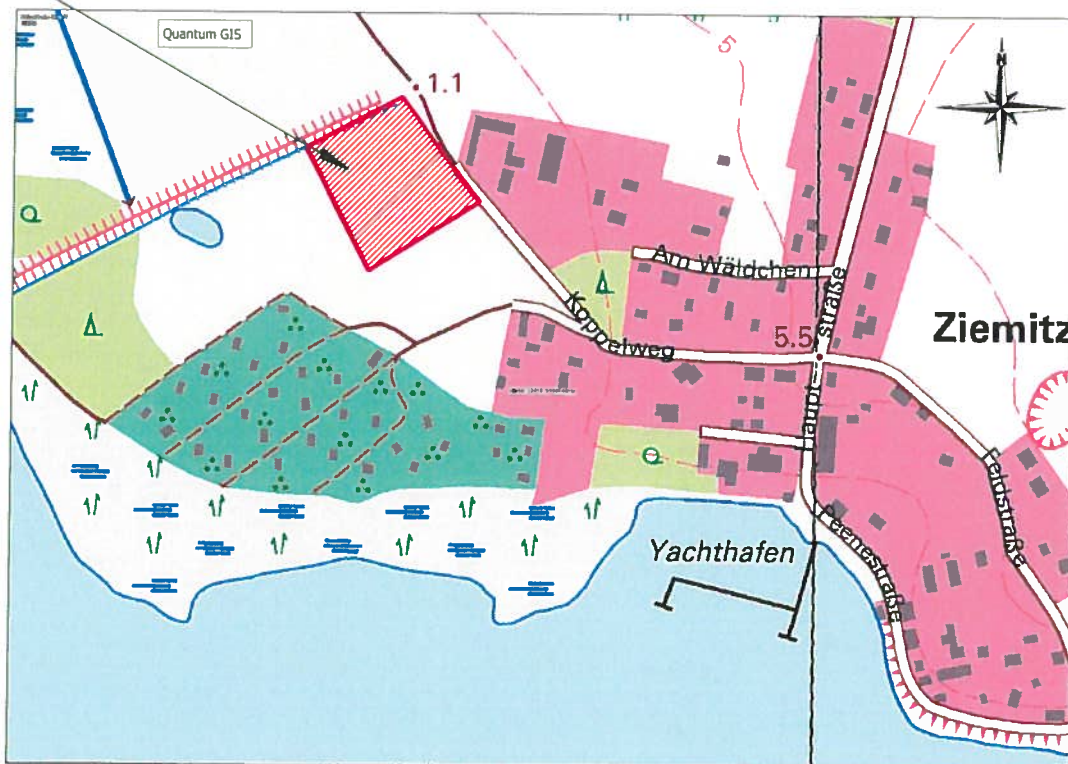 Quantum GIS
1.1
5
N
Am Wäldchen
Koppelweg
Hauptstraße
5.5
Ziemitz
Feldstraße
Peenestraße
Yachthafen